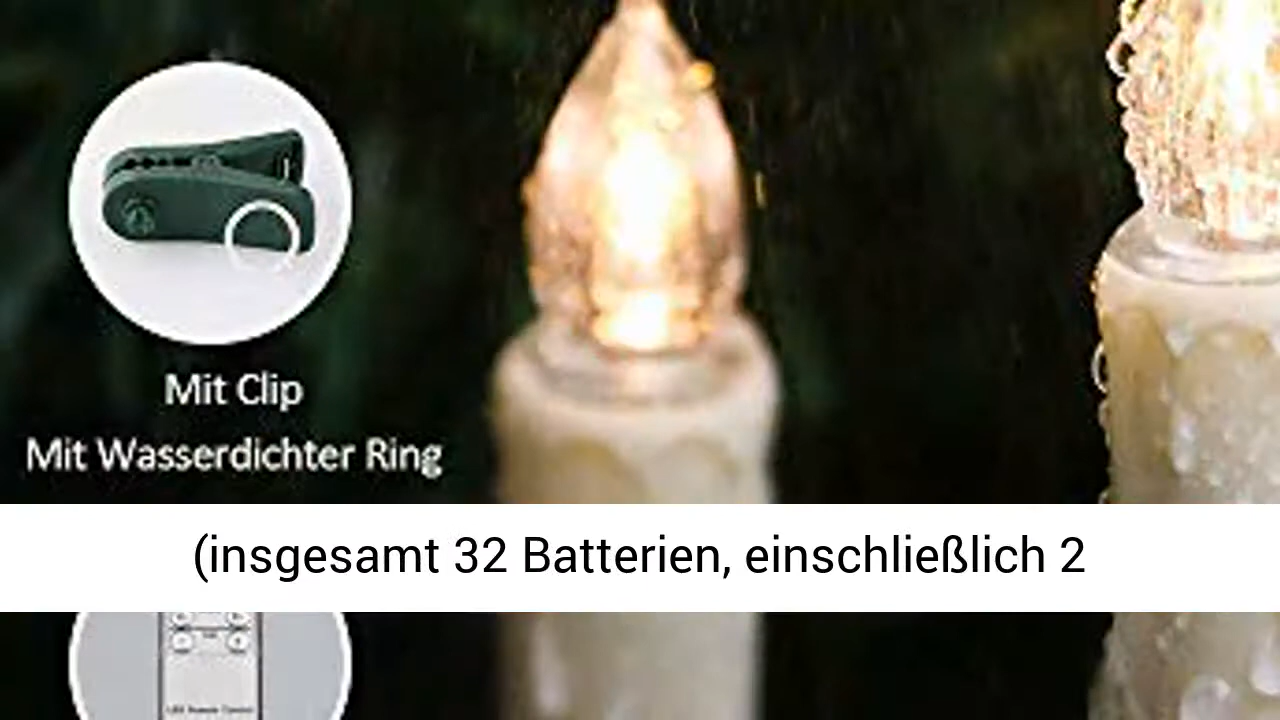 Mit Clip
Mit Wasserdichter Ring
(insgesamt 32 Batterien, einschließlich 2